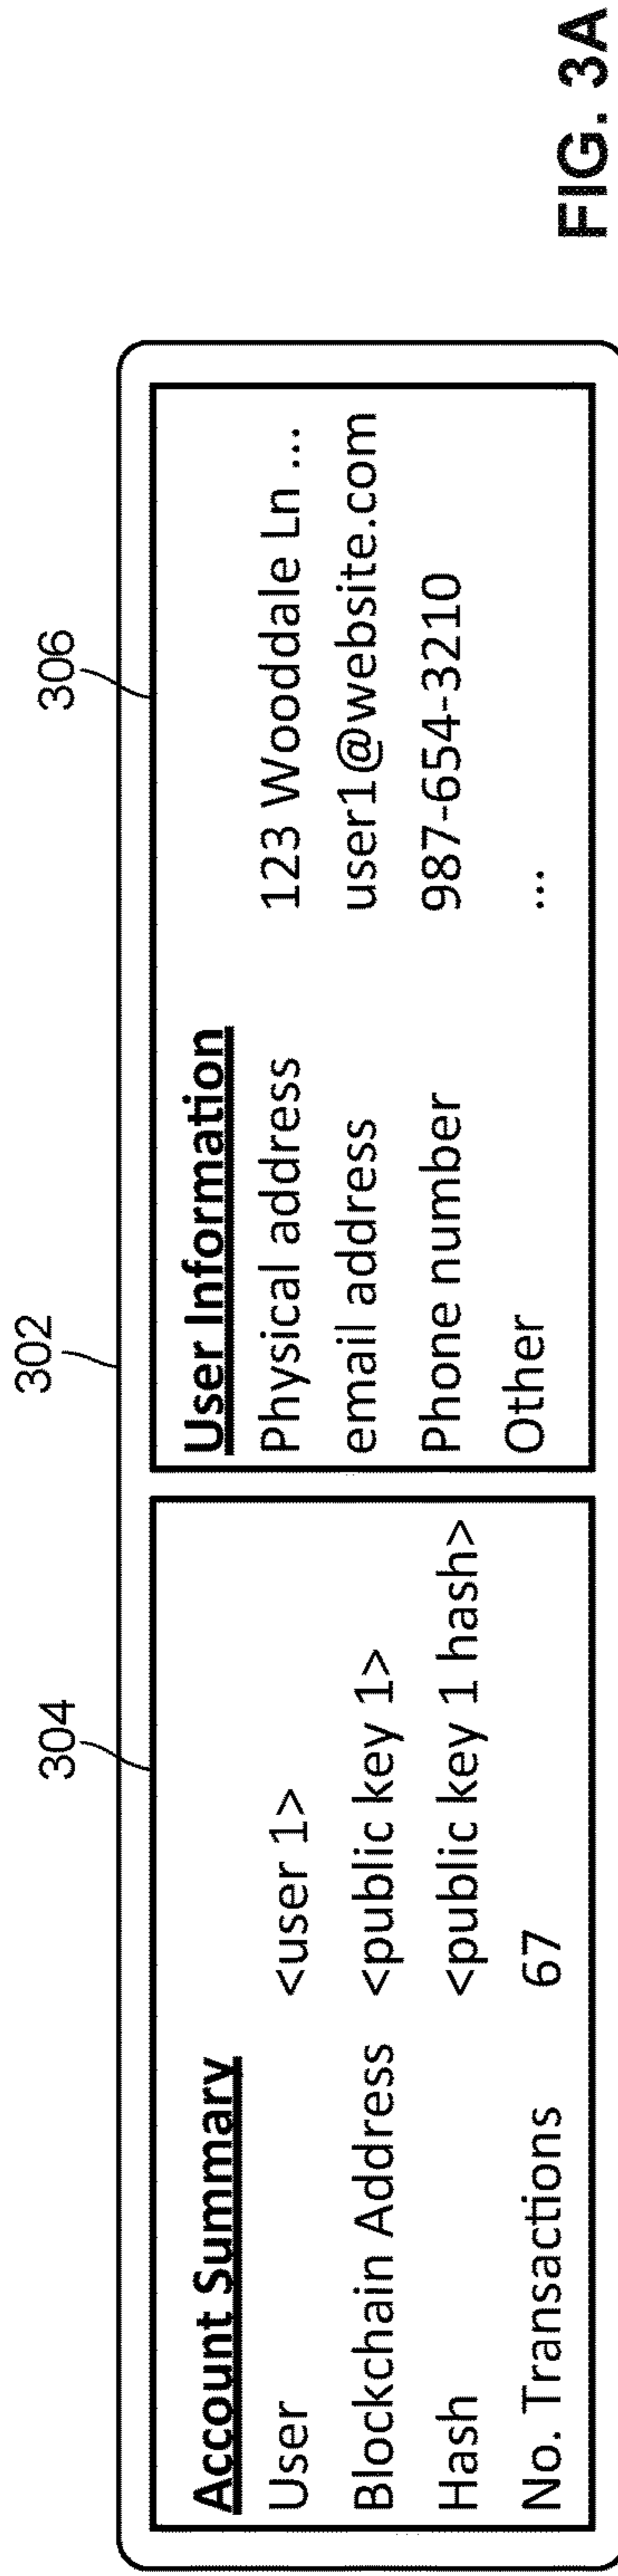 302
304
Account Summary
User <user 1>
Blockchain Address <public key 1>
Hash <public key 1 hash>
No. Transactions 67
306
User Information
Physical address 123 Wooddale Ln ...
email address user1@website.com
Phone number 987-654-3210
Other ...
FIG. 3A